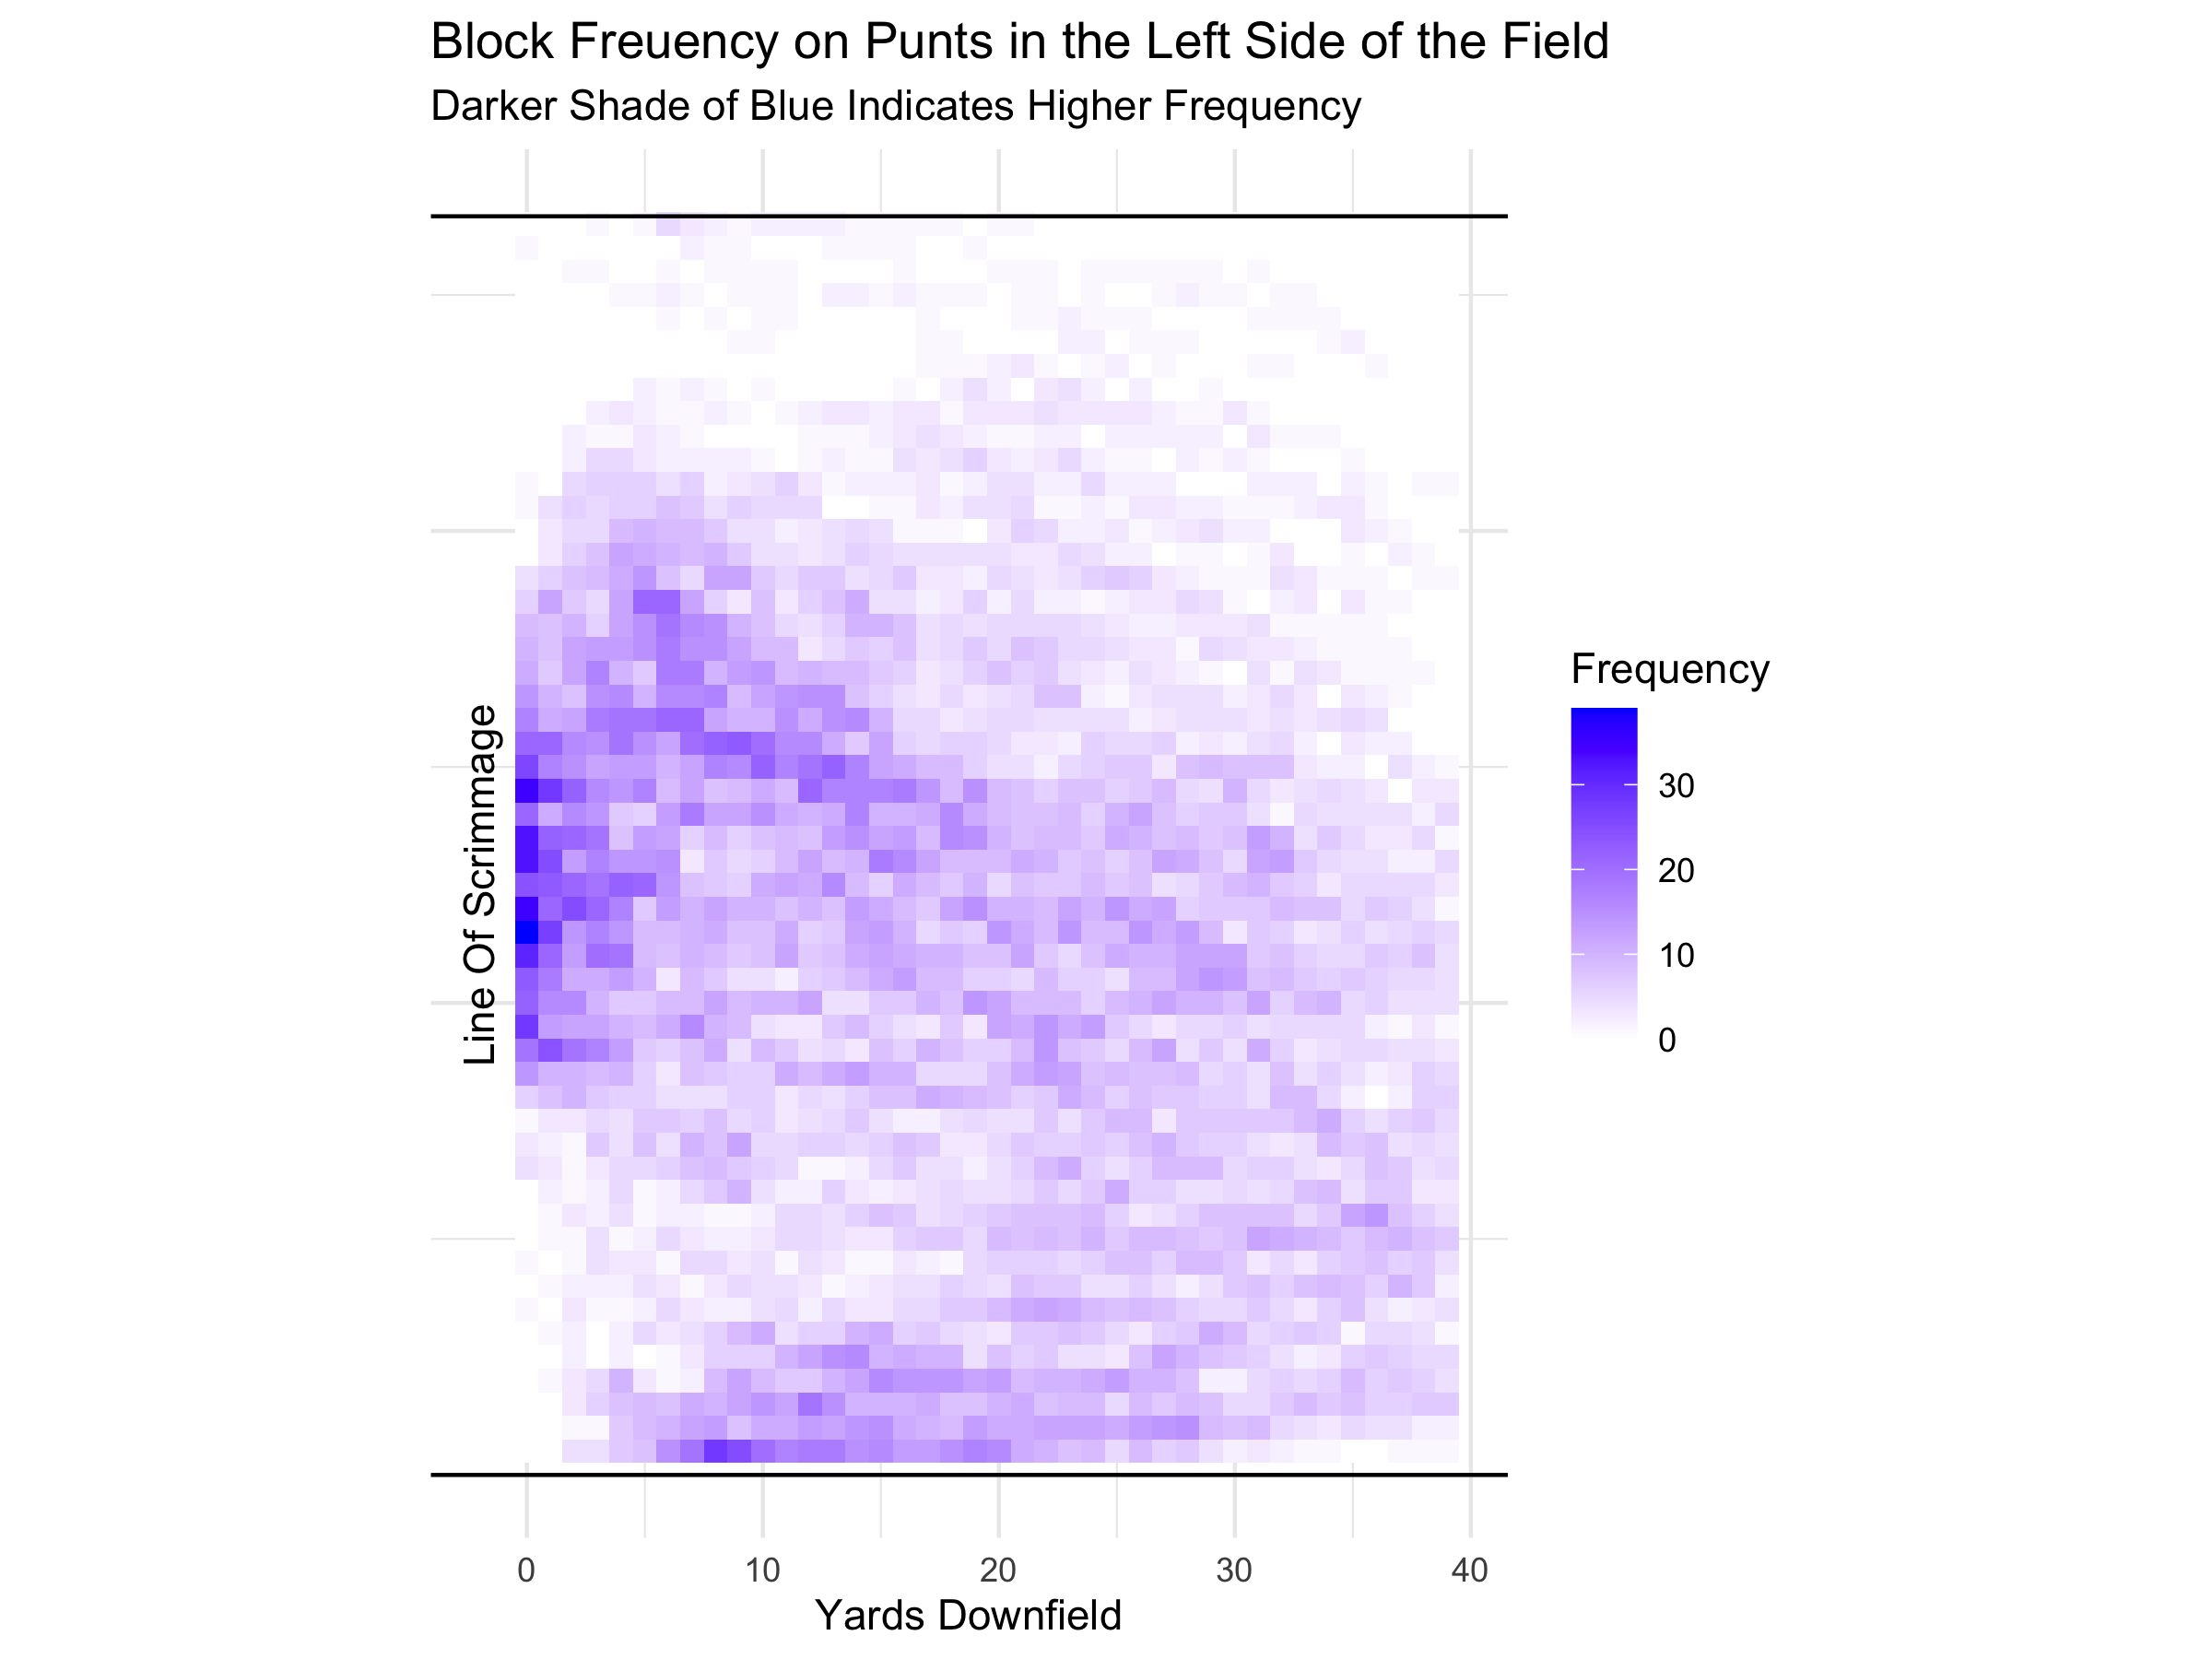 Block Freuency on Punts in the Left Side of the Field
Darker Shade of Blue Indicates Higher Frequency
Line Of Scrimmage
Frequency
30
20
10
0
0 10 20 30 40
Yards Downfield